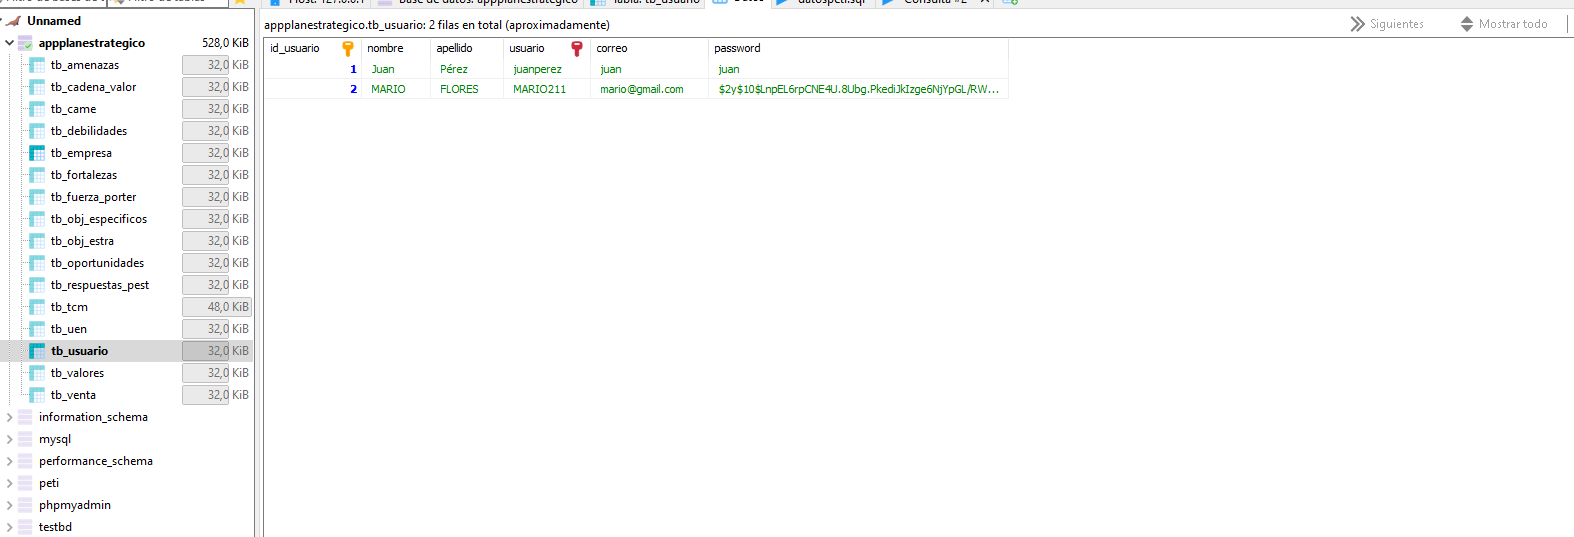 Unnamed
appplanestrategico 528,0 KiB
tb_amenazas 32,0 KiB
tb_cadena_valor 32,0 KiB
tb_came 32,0 KiB
tb_debilidades 32,0 KiB
tb_empresa 32,0 KiB
tb_fortalezas 32,0 KiB
tb_fuerza_porter 32,0 KiB
tb_obj_especificos 32,0 KiB
tb_obj_estra 32,0 KiB
tb_oportunidades 32,0 KiB
tb_respuestas_pest 32,0 KiB
tb_tcm 48,0 KiB
tb_uen 32,0 KiB
tb_usuario 32,0 KiB
tb_valores 32,0 KiB
tb_venta 32,0 KiB
information_schema
mysql
performance_schema
peti
phpmyadmin
testbd
appplanestrategico.tb_usuario: 2 filas en total (aproximadamente)
Siguientes
Mostrar todo
id_usuario nombre apellido usuario correo password
1 Juan Pérez juanperez juan juan
2 MARIO FLORES MARIO211 mario@gmail.com $2y$10$LnpEL6rpCNE4U.8Ubg.PkediJkIzge6NjYpGL/RW...